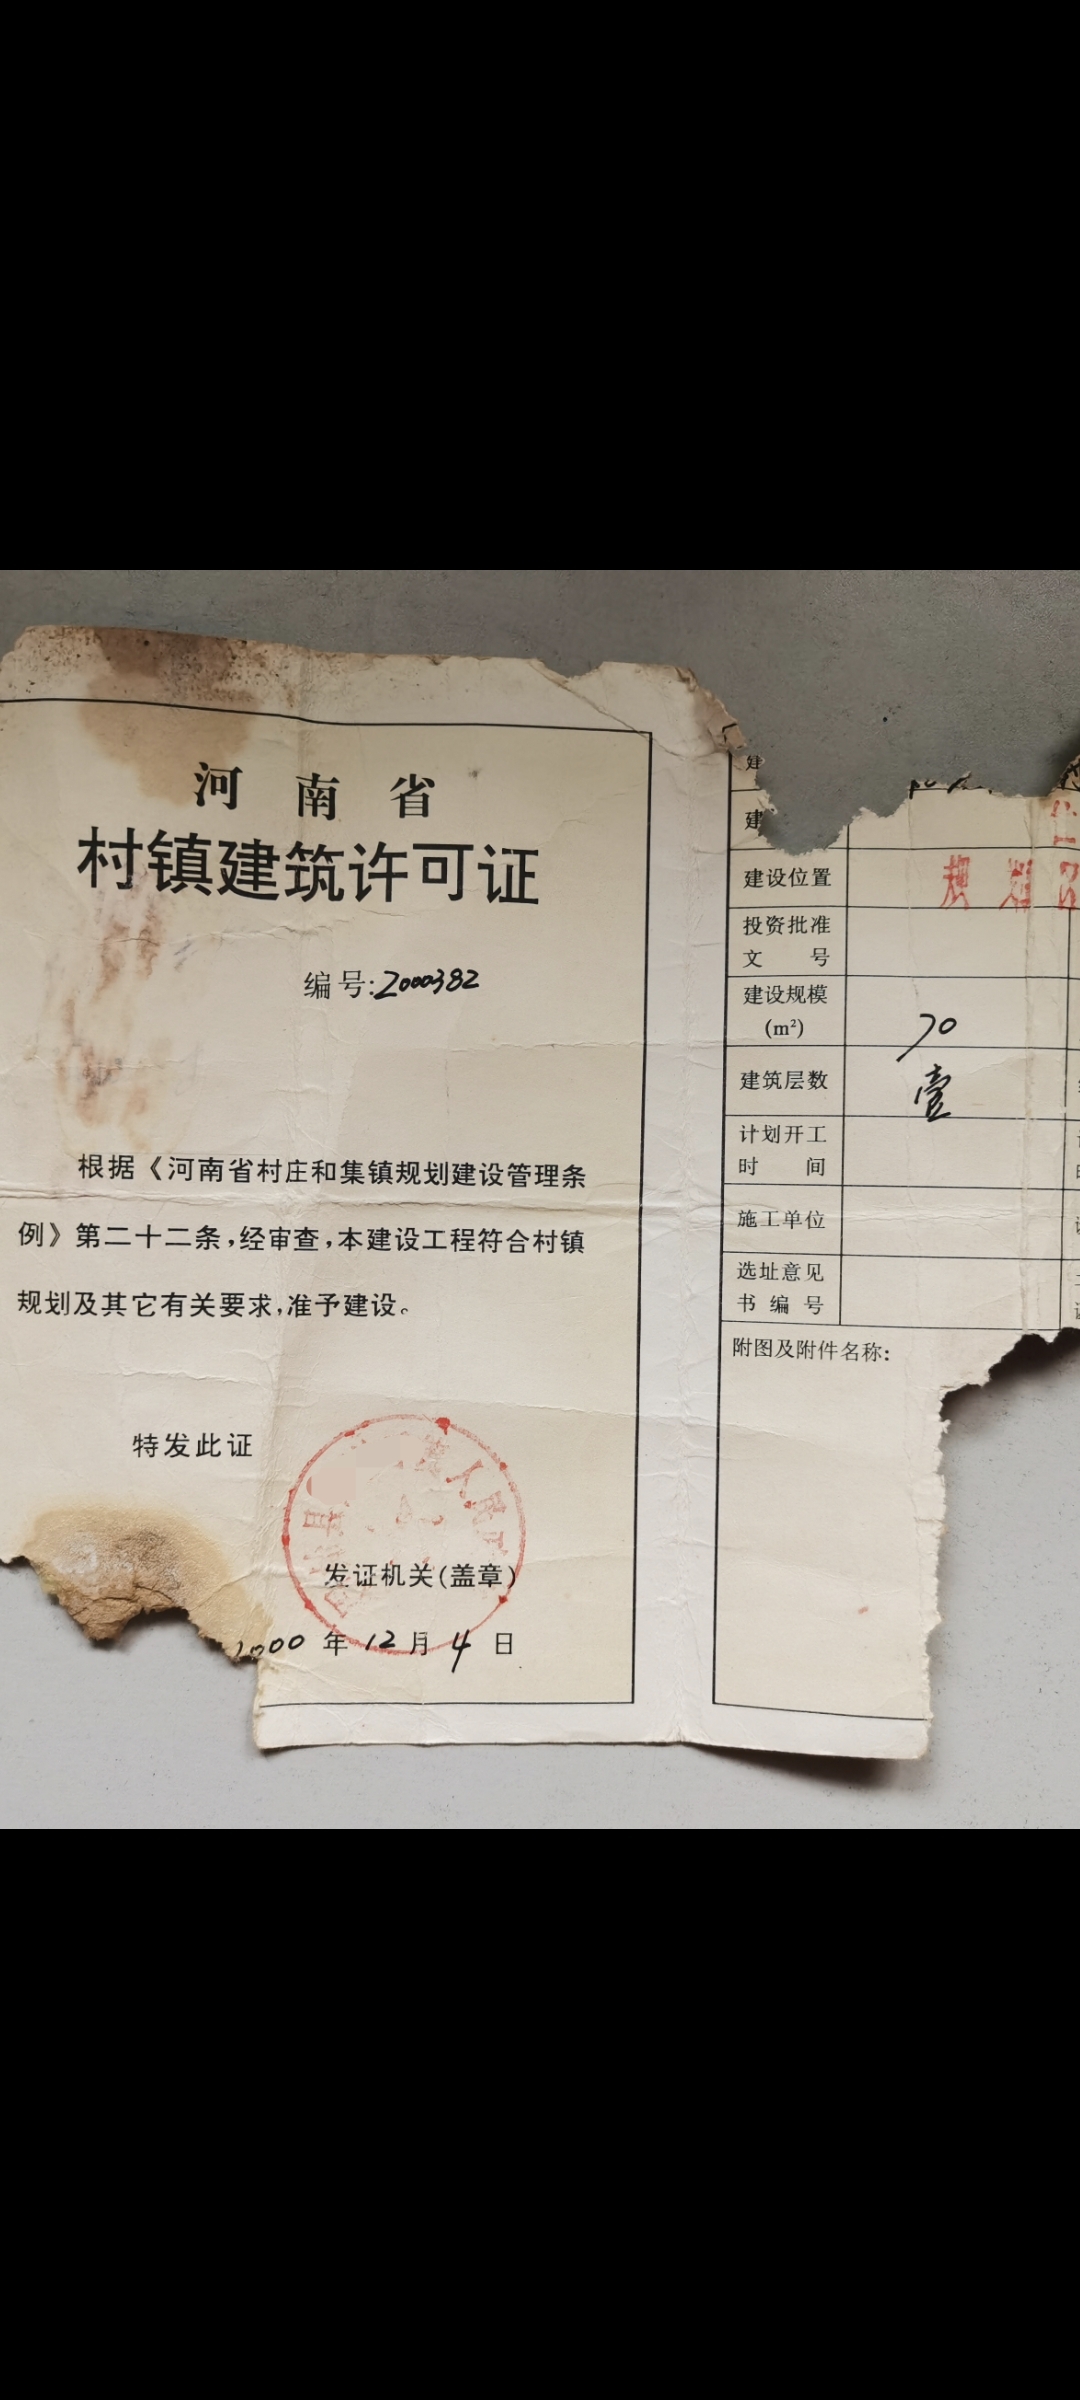 河南省
村镇建筑许可证
编号:2000382
根据《河南省村庄和集镇规划建设管理条
例》第二十二条,经审查,本建设工程符合村镇
规划及其它有关要求,准予建设。
特发此证
发证机关(盖章)
2000 年 12 月 4 日
建
建
建设位置 规划
投资批准
文号
建设规模
(m²) 70
建筑层数 壹
计划开工
时间
施工单位
选址意见
书编号
附图及附件名称: